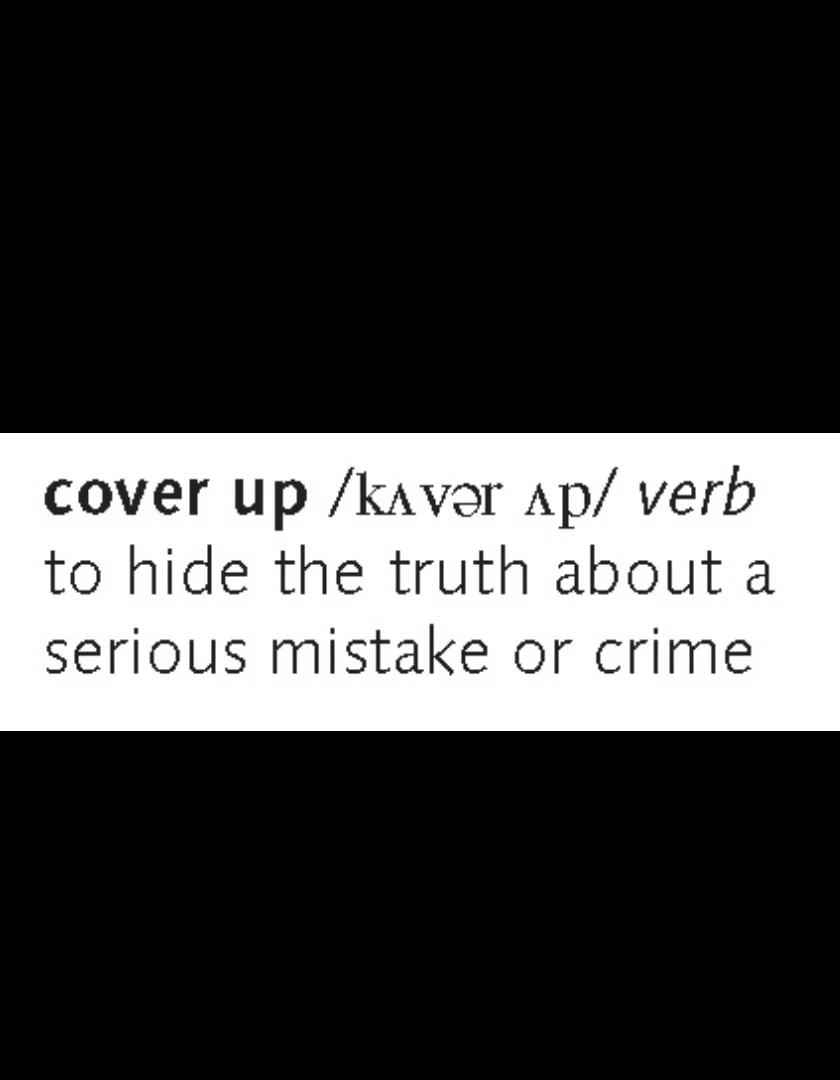 cover up /kʌvər ʌp/ verb
to hide the truth about a
serious mistake or crime